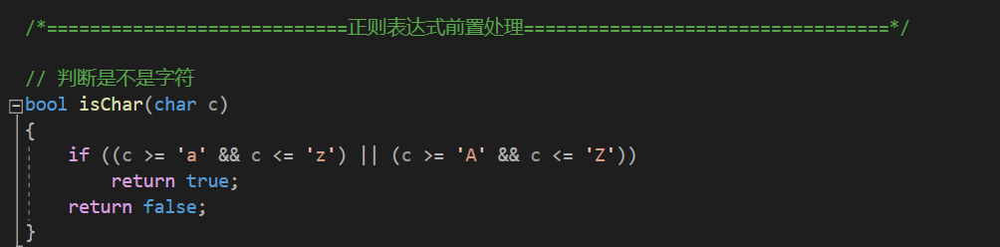 /*============================正则表达式前置处理==================================*/
// 判断是不是字符
bool isChar(char c)
{
if ((c >= 'a' && c <= 'z') || (c >= 'A' && c <= 'Z'))
return true;
return false;
}